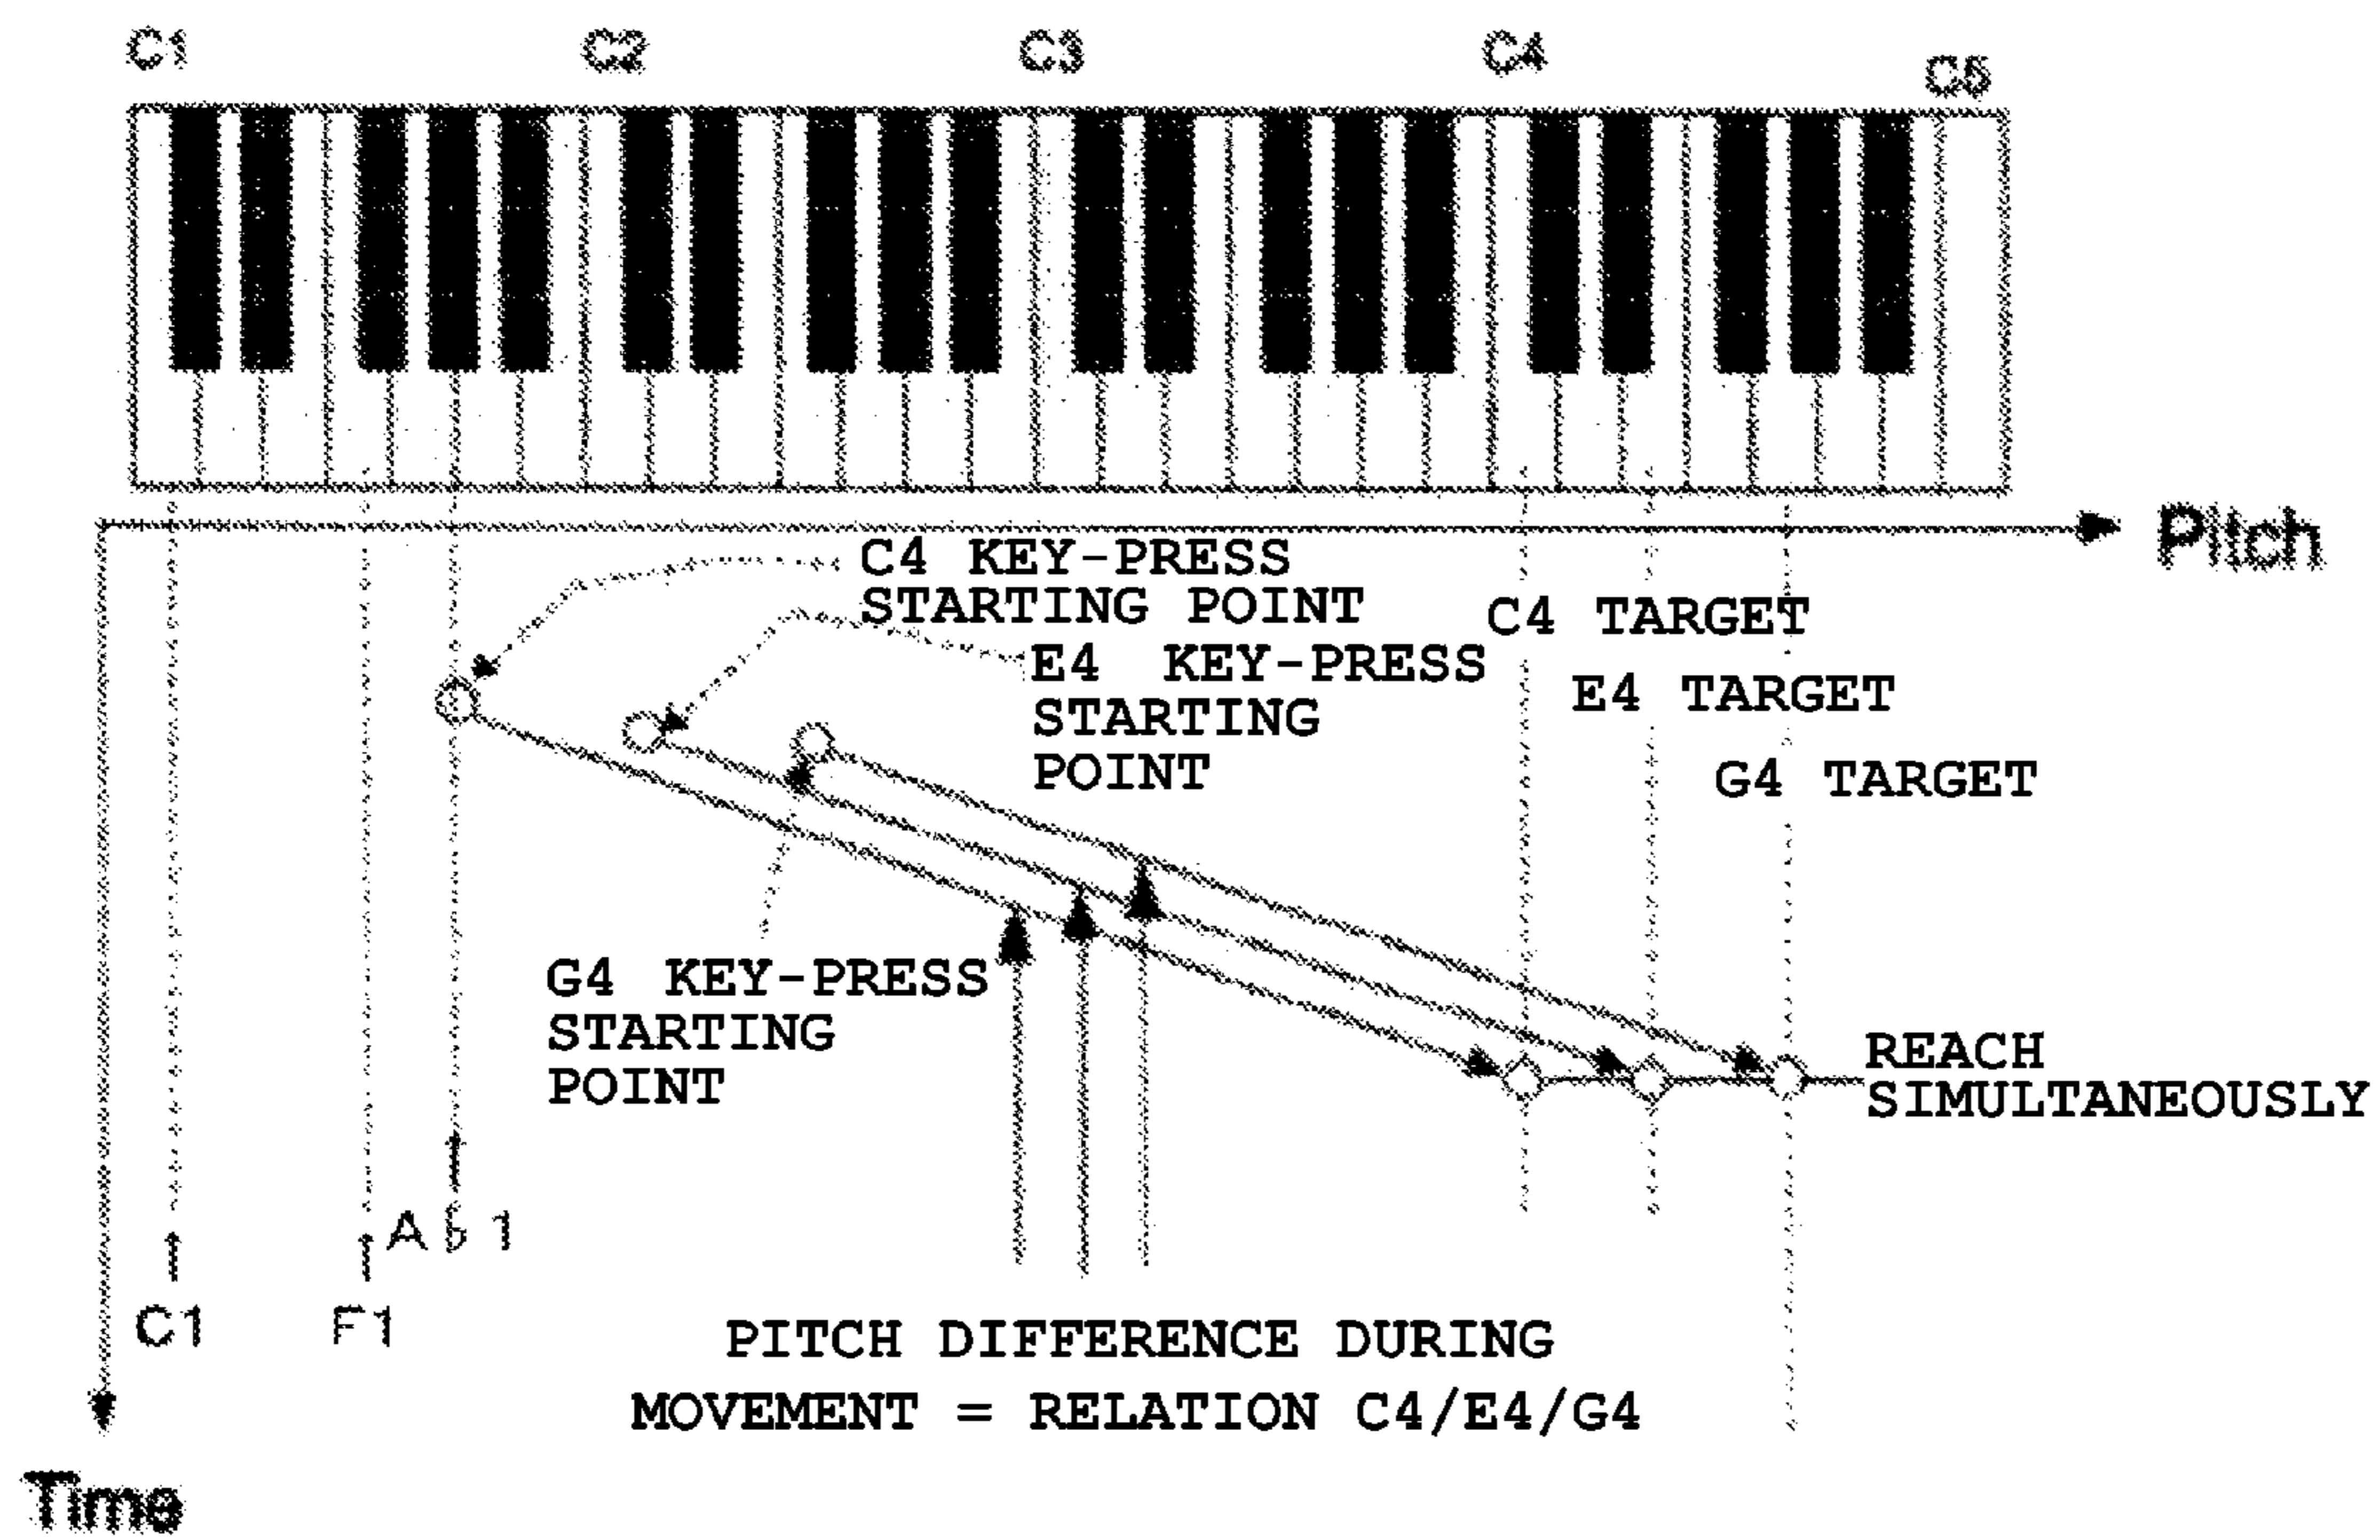 C1 C2 C3 C4 C5
Pitch
C4 KEY-PRESS
STARTING POINT
C4 TARGET
E4 KEY-PRESS
STARTING
POINT
E4 TARGET
G4 TARGET
G4 KEY-PRESS
STARTING
POINT
REACH
SIMULTANEOUSLY
A♭1
C1 F1
PITCH DIFFERENCE DURING
MOVEMENT = RELATION C4/E4/G4
Time